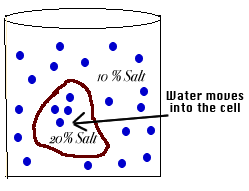 10 % Salt
Water moves
into the cell
20% Salt